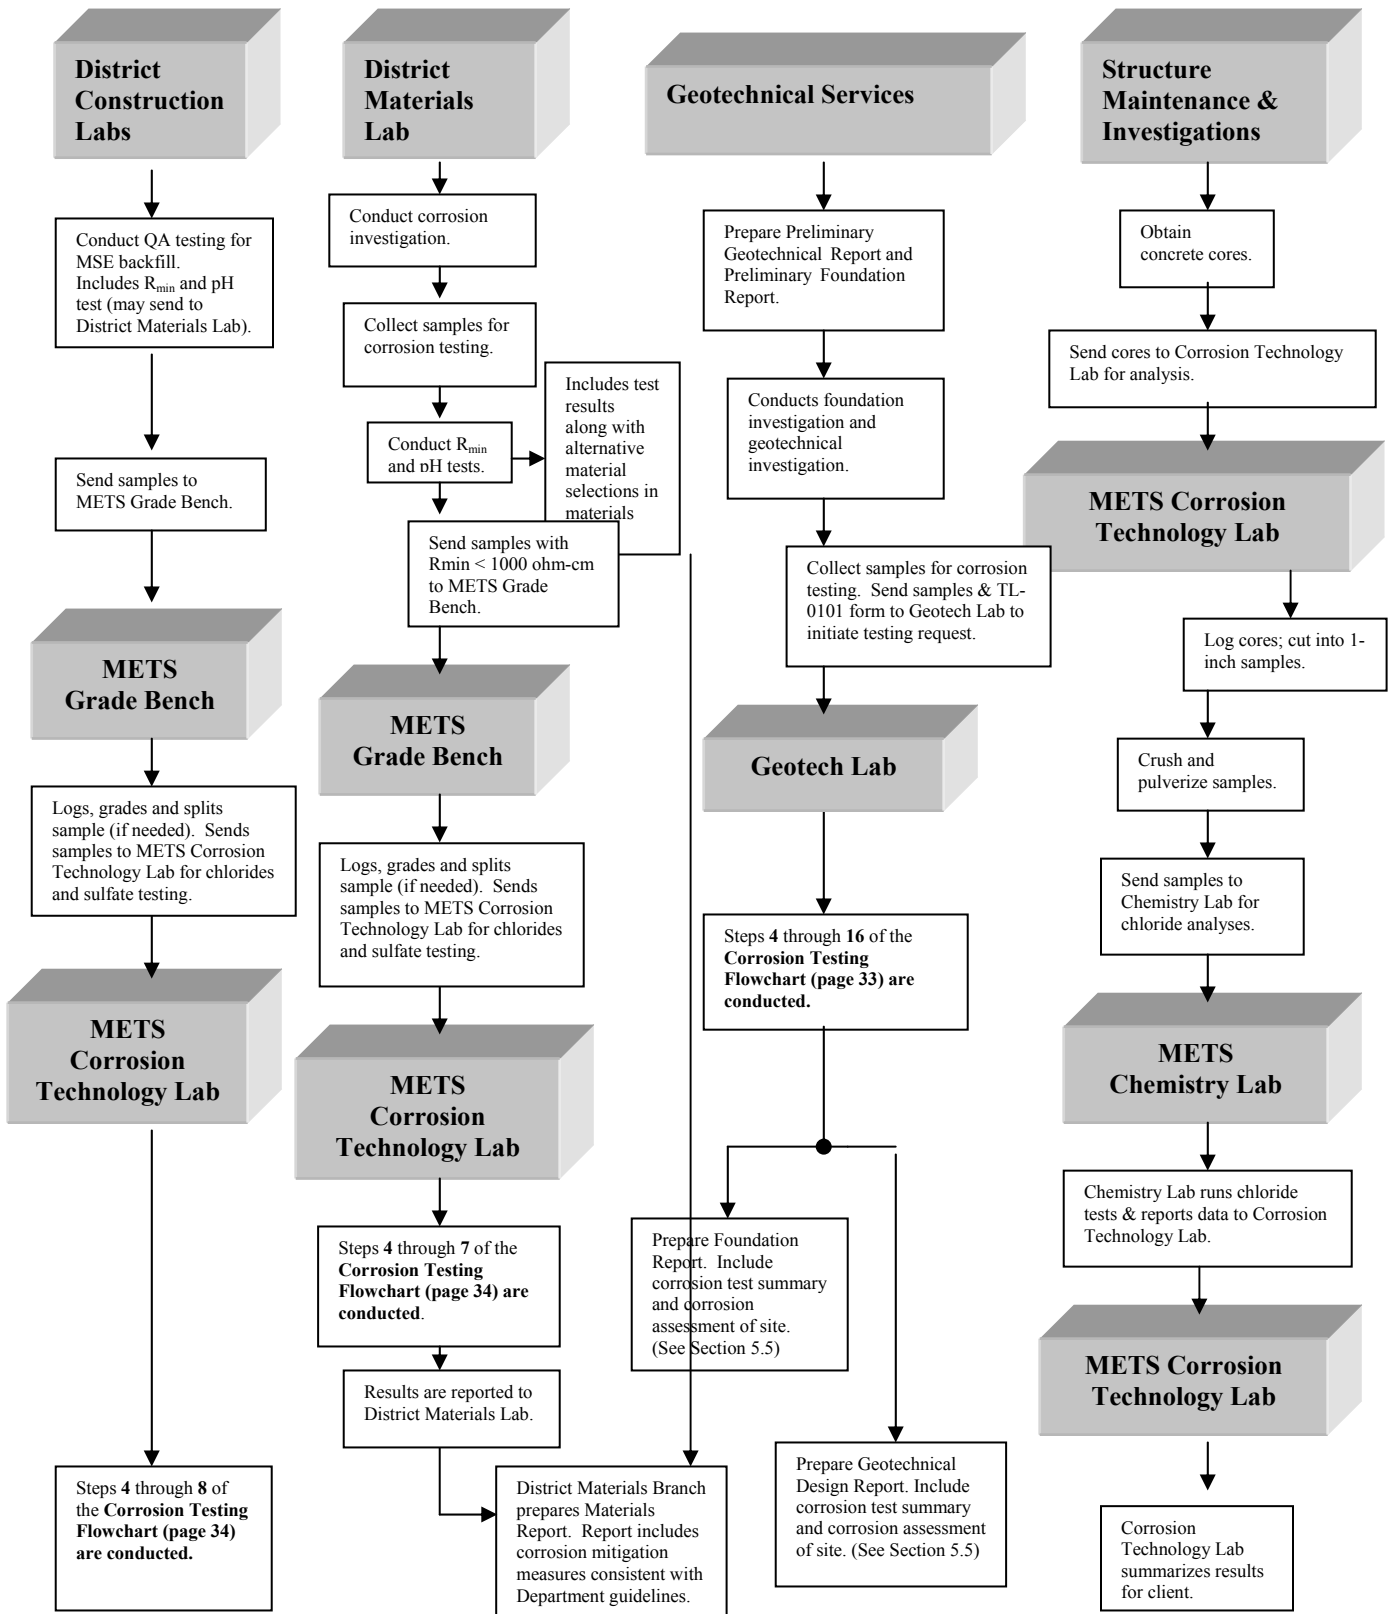 District
Construction
Labs
Conduct QA testing for
MSE backfill.
Includes Rmin and pH
test (may send to
District Materials Lab).
Send samples to
METS Grade Bench.
METS
Grade Bench
Logs, grades and splits
sample (if needed).  Sends
samples to METS Corrosion
Technology Lab for chlorides
and sulfate testing.
METS
Corrosion
Technology Lab
Steps 4 through 8 of
the Corrosion Testing
Flowchart (page 34)
are conducted.
District
Materials
Lab
Conduct corrosion
investigation.
Collect samples for
corrosion testing.
Conduct Rmin
and pH tests.
Includes test
results
along with
alternative
material
selections in
materials
Send samples with
Rmin < 1000 ohm-cm
to METS Grade
Bench.
METS
Grade Bench
Logs, grades and splits
sample (if needed).  Sends
samples to METS Corrosion
Technology Lab for chlorides
and sulfate testing.
METS
Corrosion
Technology Lab
Steps 4 through 7 of the
Corrosion Testing
Flowchart (page 34) are
conducted.
Results are reported to
District Materials Lab.
District Materials Branch
prepares Materials
Report.  Report includes
corrosion mitigation
measures consistent with
Department guidelines.
Geotechnical Services
Prepare Preliminary
Geotechnical Report and
Preliminary Foundation
Report.
Conducts foundation
investigation and
geotechnical
investigation.
Collect samples for corrosion
testing.  Send samples & TL-
0101 form to Geotech Lab to
initiate testing request.
Geotech Lab
Steps 4 through 16 of the
Corrosion Testing
Flowchart (page 33) are
conducted.
Prepare Foundation
Report.  Include
corrosion test summary
and corrosion
assessment of site.
(See Section 5.5)
Prepare Geotechnical
Design Report. Include
corrosion test summary
and corrosion assessment
of site. (See Section 5.5)
Structure
Maintenance &
Investigations
Obtain
concrete cores.
Send cores to Corrosion Technology
Lab for analysis.
METS Corrosion
Technology Lab
Log cores; cut into 1-
inch samples.
Crush and
pulverize samples.
Send samples to
Chemistry Lab for
chloride analyses.
METS
Chemistry Lab
Chemistry Lab runs chloride
tests & reports data to Corrosion
Technology Lab.
METS Corrosion
Technology Lab
Corrosion
Technology Lab
summarizes results
for client.